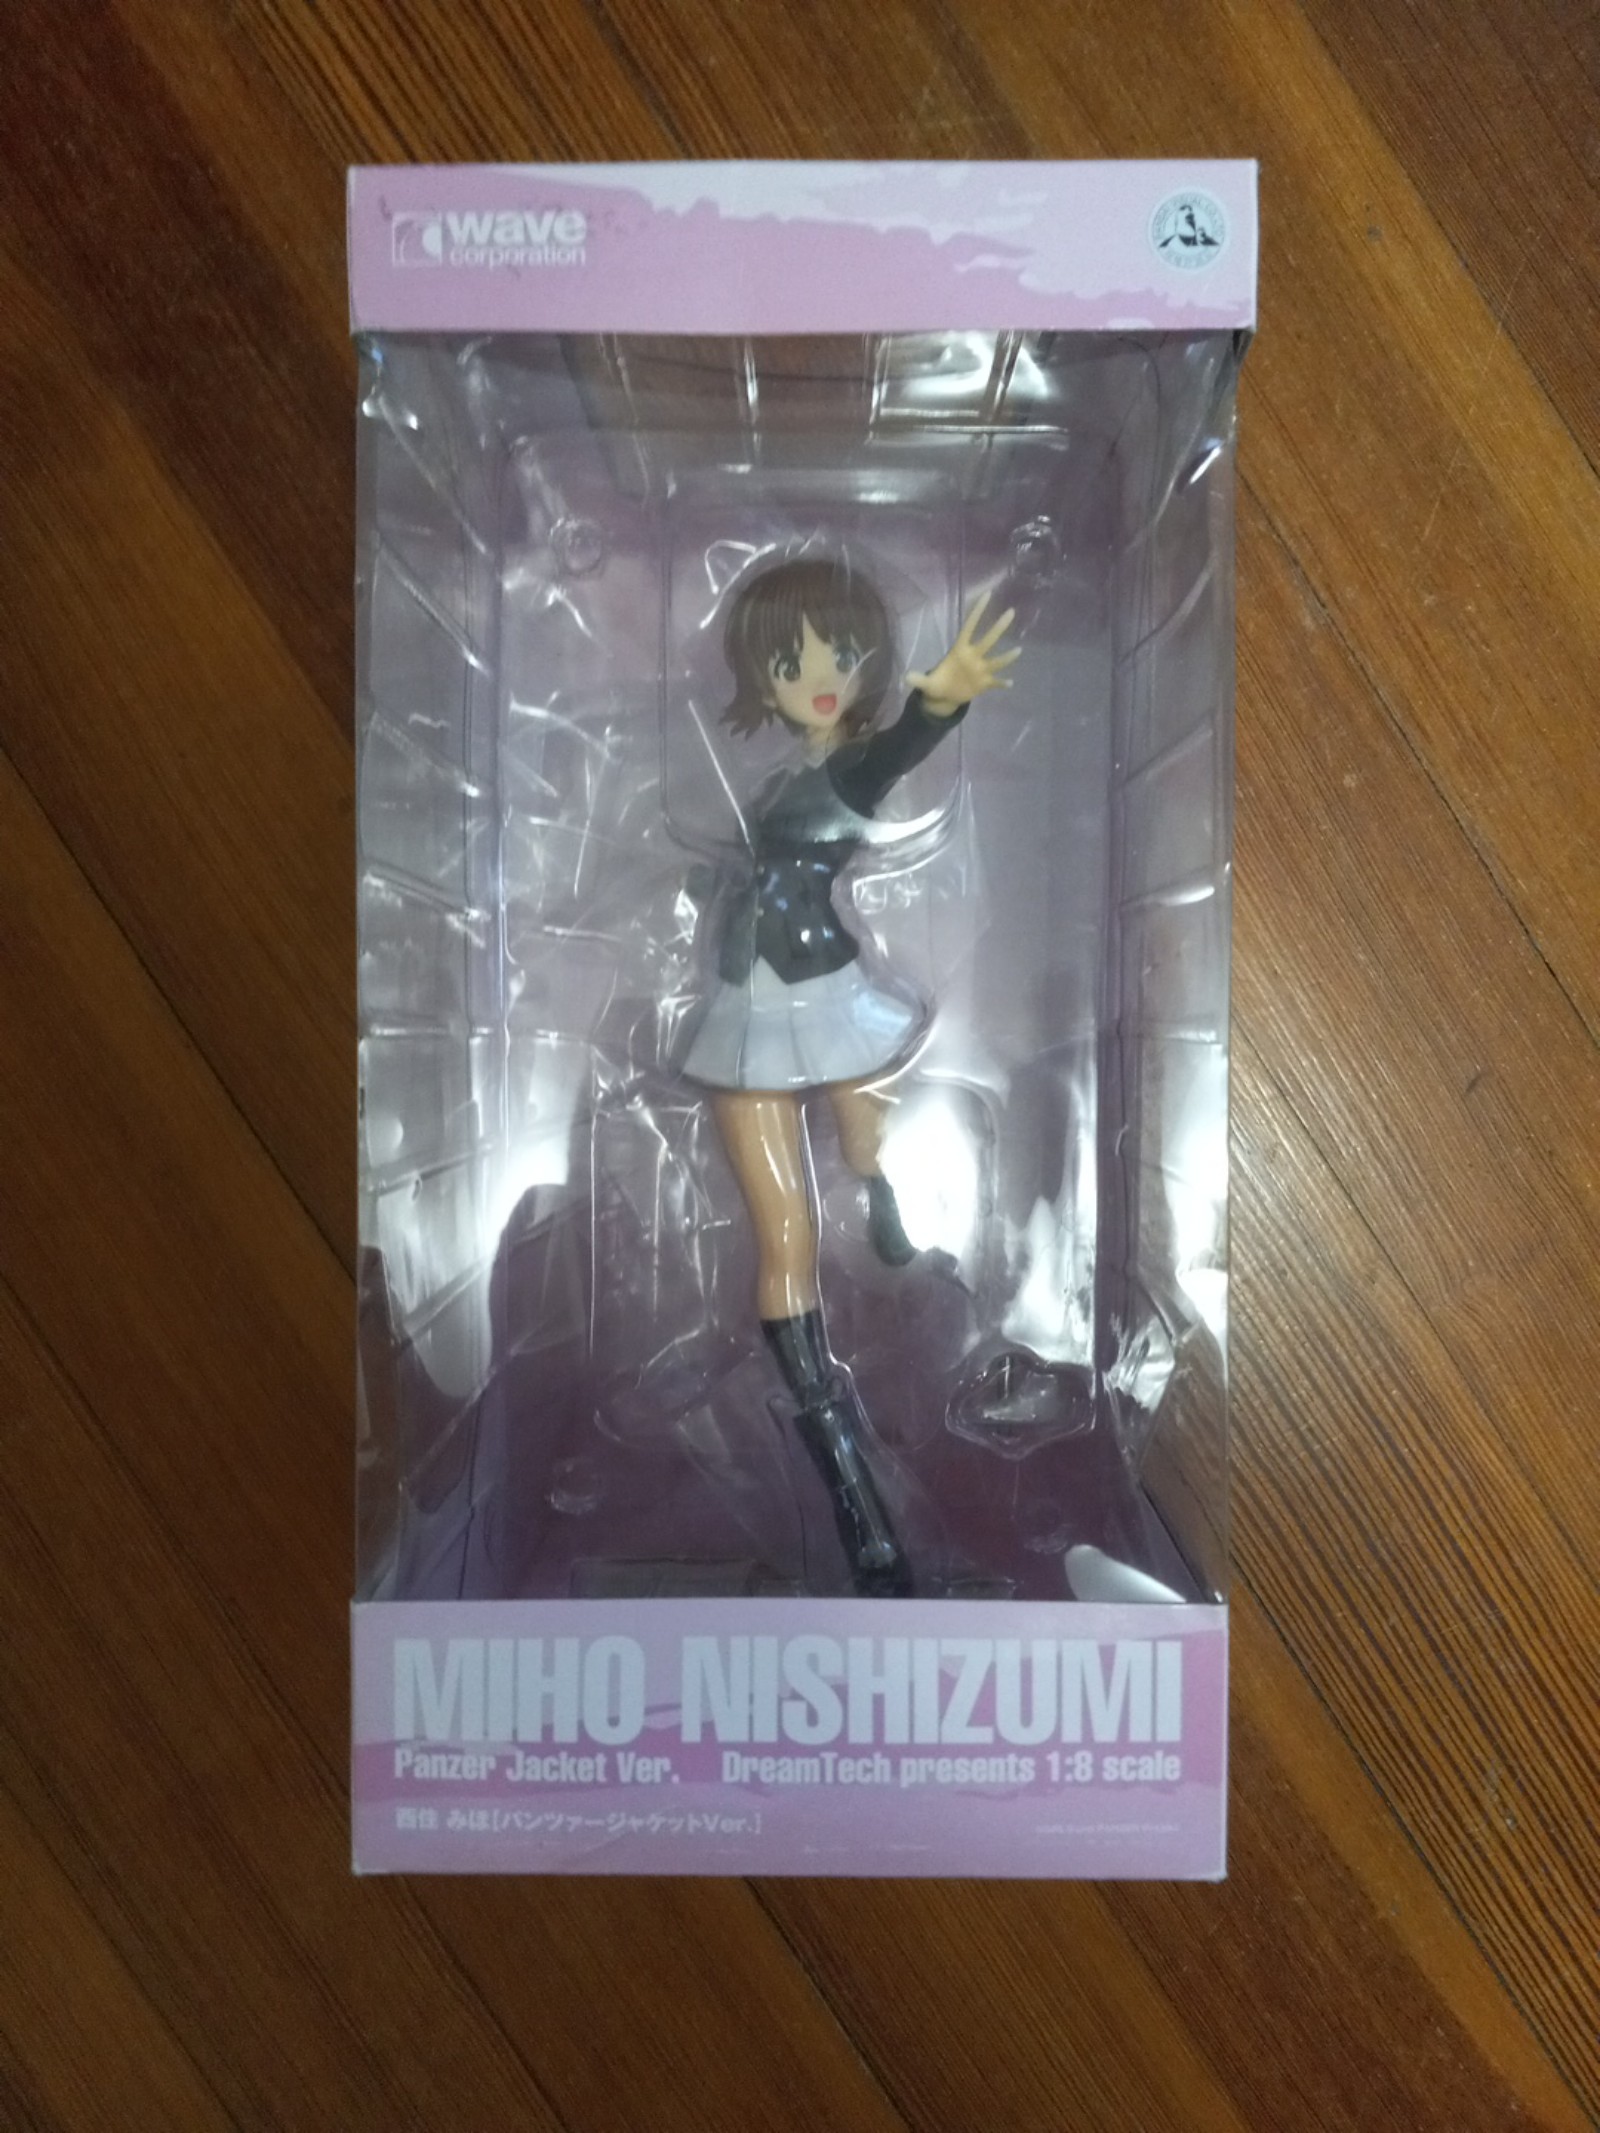 wave
corporation
MIHO NISHIZUMI
Panzer Jacket Ver. DreamTech presents 1:8 scale
西住 みほ[パンツァージャケットVer.]